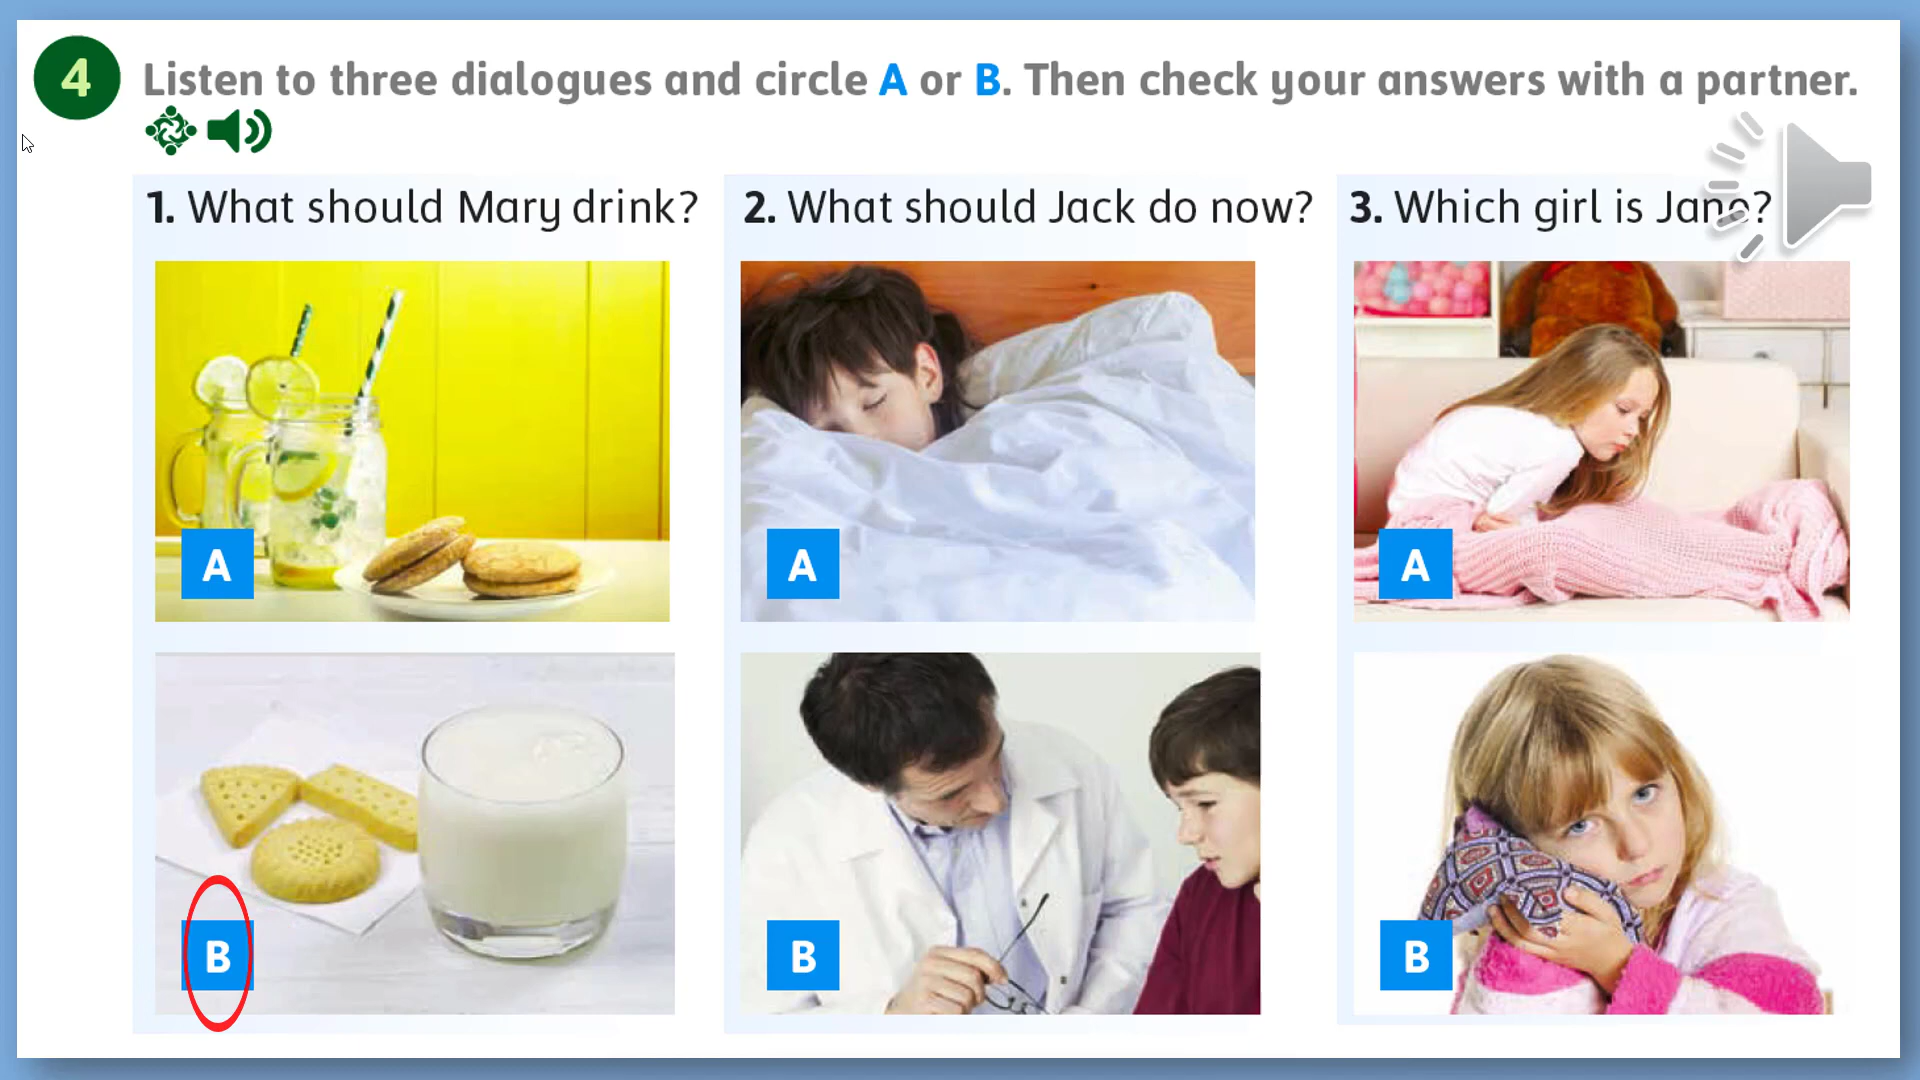 4
Listen to three dialogues and circle A or B. Then check your answers with a partner.
1. What should Mary drink?
A
B
2. What should Jack do now?
A
B
3. Which girl is Jane?
A
B